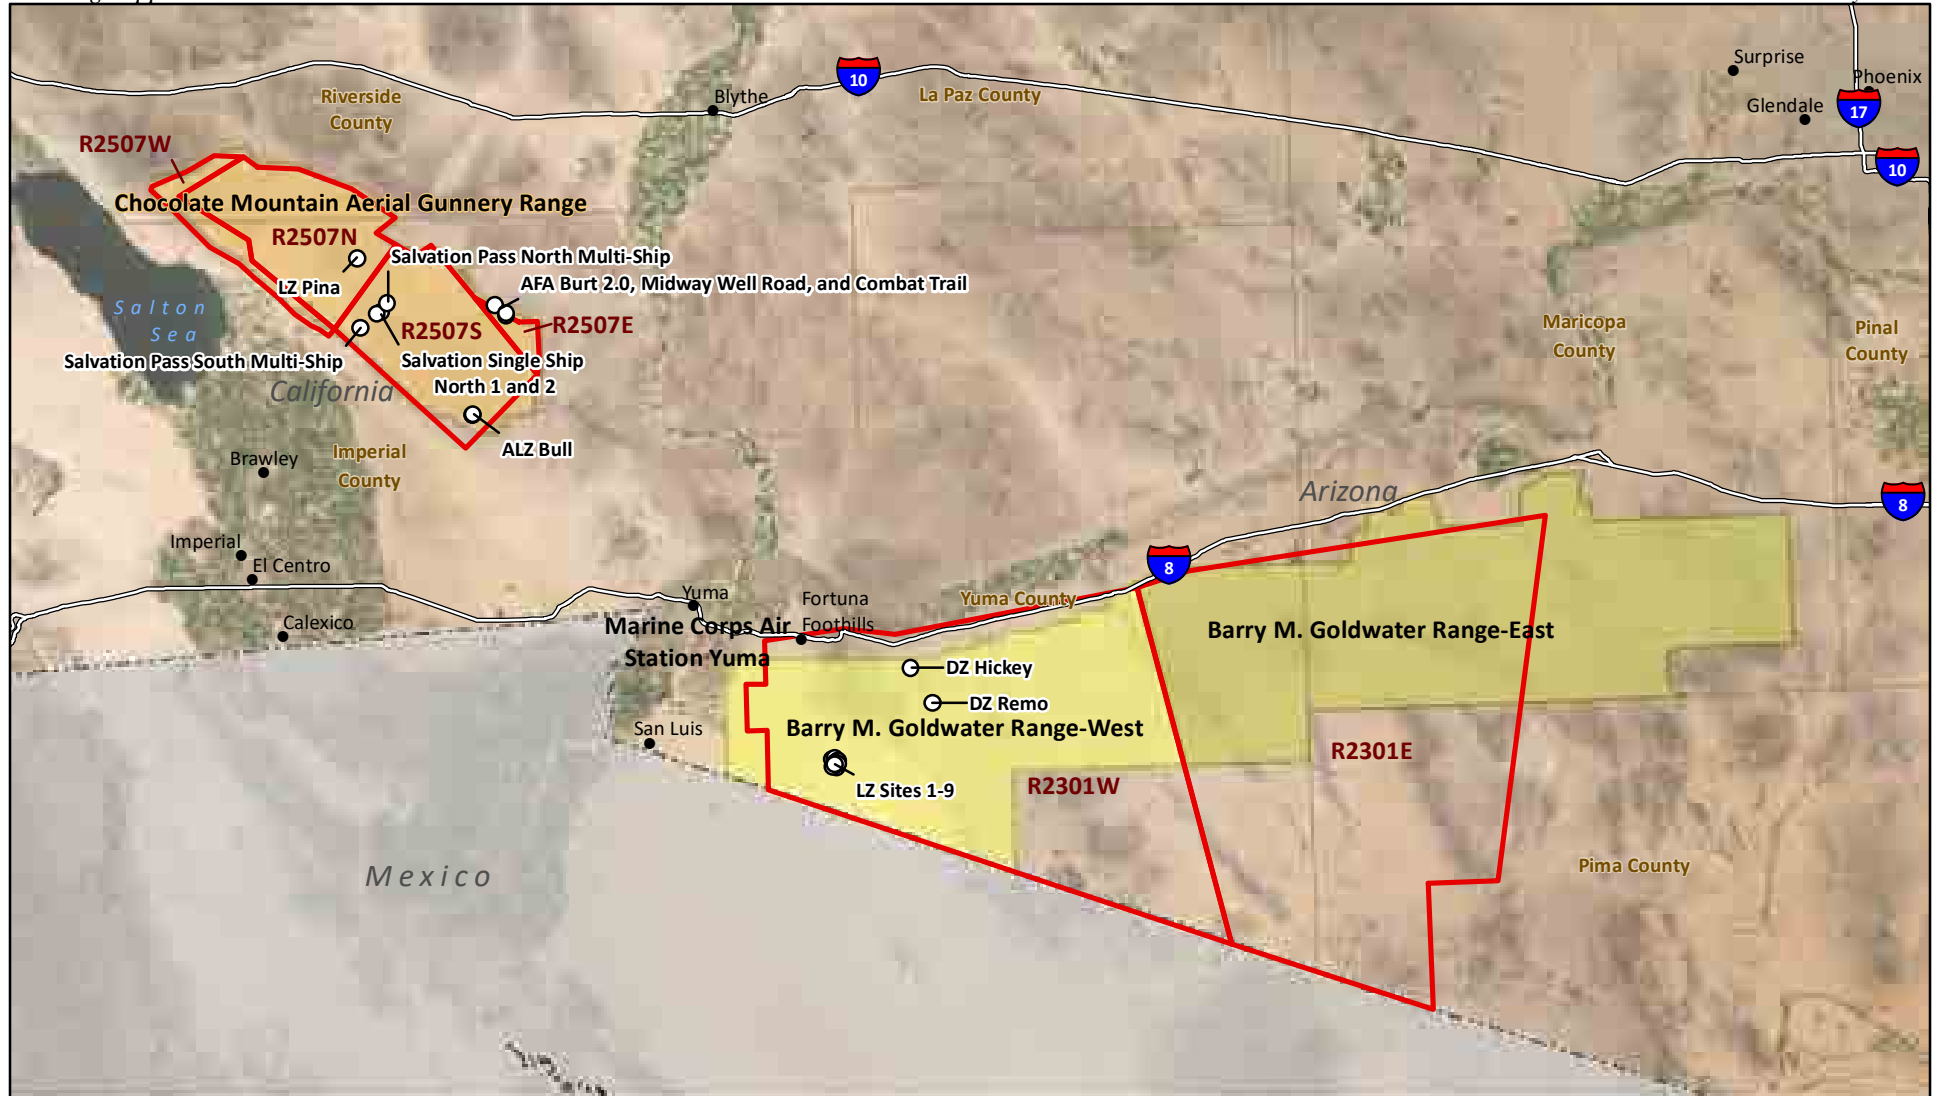 Surprise
Phoenix
10
Riverside
County
La Paz County
Blythe
Glendale
17
R2507W
10
Chocolate Mountain Aerial Gunnery Range
R2507N
Salvation Pass North Multi-Ship
LZ Pina
AFA Burt 2.0, Midway Well Road, and Combat Trail
Salton
Sea
R2507S
R2507E
Maricopa
County
Pinal
County
Salvation Pass South Multi-Ship
Salvation Single Ship
North 1 and 2
California
ALZ Bull
Imperial
County
Brawley
Arizona
8
Imperial
El Centro
8
Yuma
Fortuna
Foothills
Yuma County
Calexico
Marine Corps Air
Station Yuma
Barry M. Goldwater Range-East
DZ Hickey
DZ Remo
San Luis
Barry M. Goldwater Range-West
R2301E
LZ Sites 1-9
R2301W
Mexico
Pima County